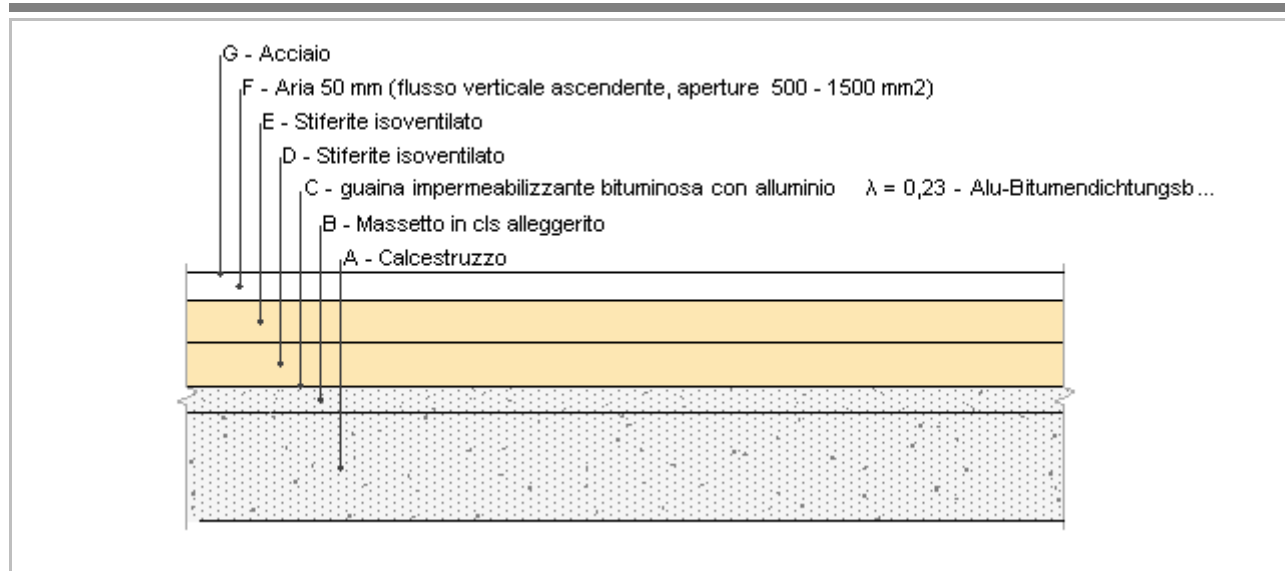 G - Acciaio
F - Aria 50 mm (flusso verticale ascendente, aperture 500 - 1500 mm2)
E - Stiferite isoventilato
D - Stiferite isoventilato
C - guaina impermeabilizzante bituminosa con alluminio λ = 0,23 - Alu-Bitumendichtungsb...
B - Massetto in cls alleggerito
A - Calcestruzzo